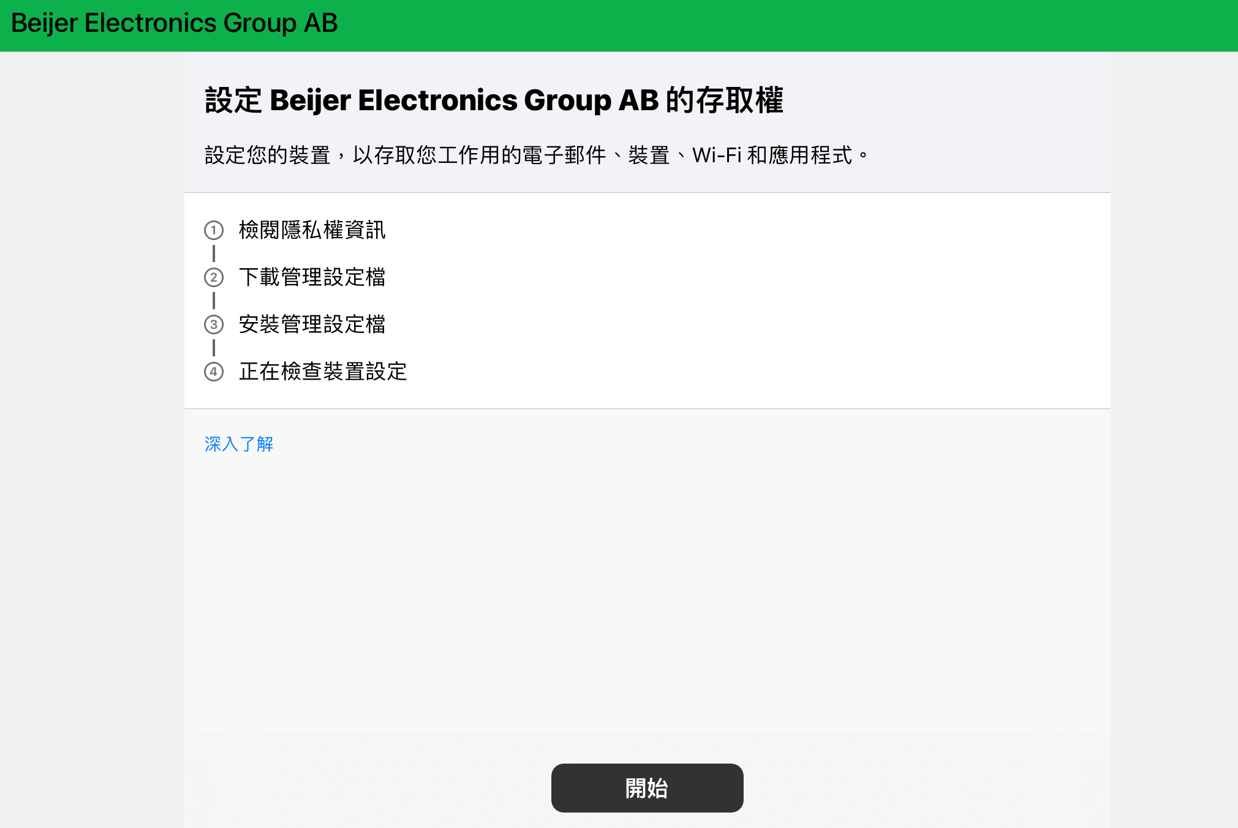 Beijer Electronics Group AB
設定 Beijer Electronics Group AB 的存取權
設定您的裝置，以存取您工作用的電子郵件、裝置、Wi-Fi 和應用程式。
1 檢閱隱私權資訊
2 下載管理設定檔
3 安裝管理設定檔
4 正在檢查裝置設定
深入了解
開始